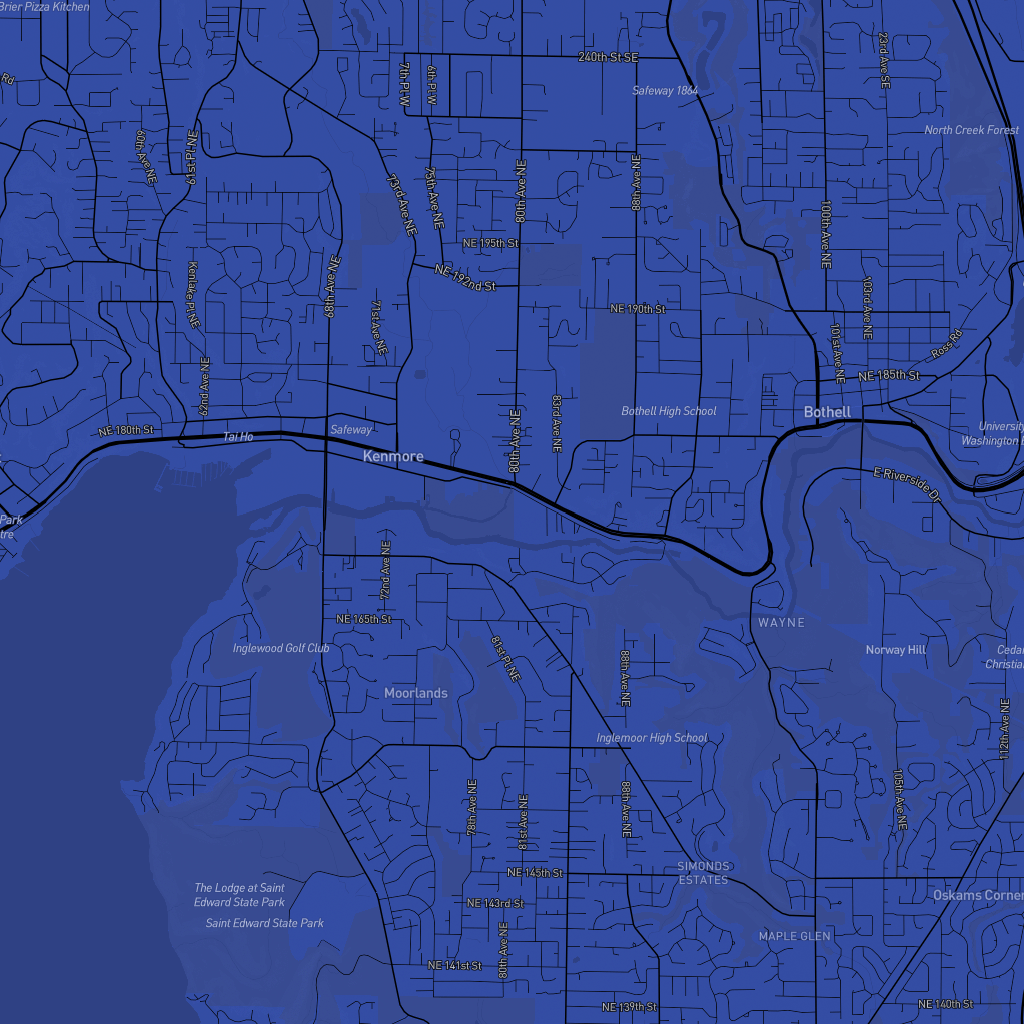 Brier Pizza Kitchen
23rd Ave SE
240th St SE
7th Pl W
6th Pl W
Rd
Safeway 1864
North Creek Forest
60th Ave NE
61st Pl NE
73rd Ave NE
75th Ave NE
80th Ave NE
88th Ave NE
100th Ave NE
NE 195th St
NE 192nd St
Kenlake Pl NE
68th Ave NE
71st Ave NE
NE 190th St
103rd Ave NE
101st Ave NE
Ross Rd
62nd Ave NE
NE 185th St
83rd Ave NE
80th Ave NE
Bothell High School
Bothell
NE 180th St
Tai Ho
Safeway
University
Washington B
Kenmore
E Riverside Dr
Park
tre
72nd Ave NE
NE 165th St
WAYNE
Inglewood Golf Club
81st Pl NE
88th Ave NE
Norway Hill
Cedar
Christian
Moorlands
112th Ave NE
Inglemoor High School
78th Ave NE
81st Ave NE
88th Ave NE
105th Ave NE
NE 145th St
SIMONDS
ESTATES
The Lodge at Saint
Edward State Park
NE 143rd St
Oskams Corner
Saint Edward State Park
80th Ave NE
MAPLE GLEN
NE 141st St
NE 139th St
NE 140th St